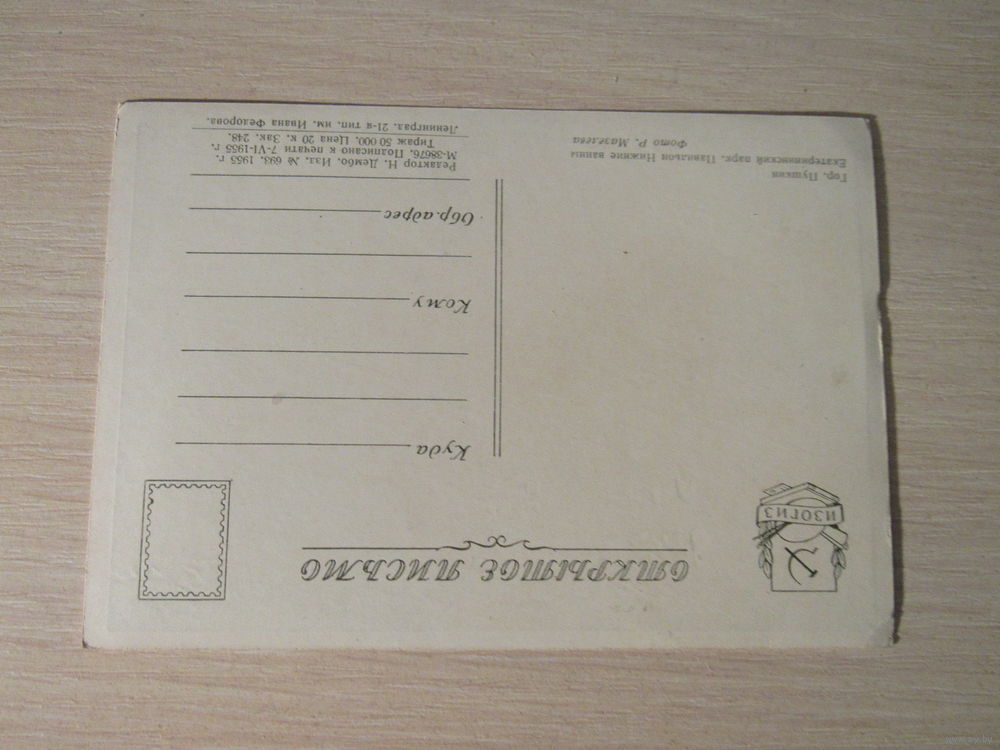 ИЗОГИЗ
ОТКРЫТОЕ ПИСЬМО
Куда
Кому
Обр. адрес
Гор. Пушкин
Екатерининский парк. Павильон Нижние ванны
Фото Р. Мазелева
Редактор Н. Дембо. Изд. № 693, 1955 г.
М-38676. Подписано к печати 7-VI-1955 г.
Тираж 50 000. Цена 20 к. Зак. 248.
Ленинград. 21-я тип. им. Ивана Федорова.